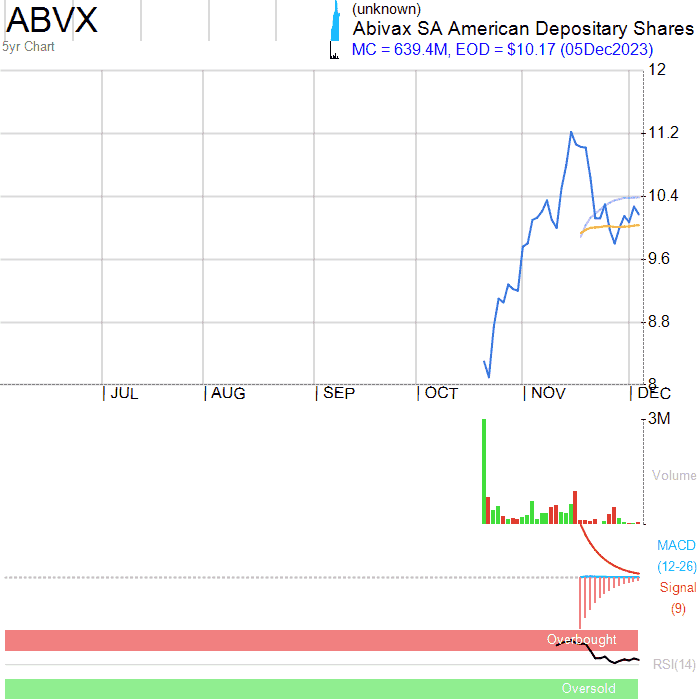 ABVX
5yr Chart
(unknown)
Abivax SA American Depositary Shares
MC = 639.4M, EOD = $10.17 (05Dec2023)
12
11.2
10.4
9.6
8.8
8
JUL AUG SEP OCT NOV DEC
3M
Volume
MACD
(12-26)
Signal
(9)
Overbought
RSI(14)
Oversold